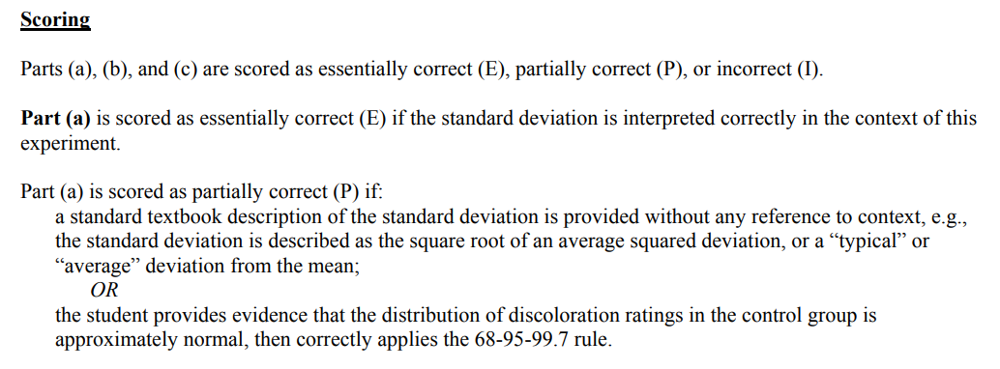 Scoring
Parts (a), (b), and (c) are scored as essentially correct (E), partially correct (P), or incorrect (I).
Part (a) is scored as essentially correct (E) if the standard deviation is interpreted correctly in the context of this
experiment.
Part (a) is scored as partially correct (P) if:
a standard textbook description of the standard deviation is provided without any reference to context, e.g.,
the standard deviation is described as the square root of an average squared deviation, or a “typical” or
“average” deviation from the mean;
OR
the student provides evidence that the distribution of discoloration ratings in the control group is
approximately normal, then correctly applies the 68-95-99.7 rule.